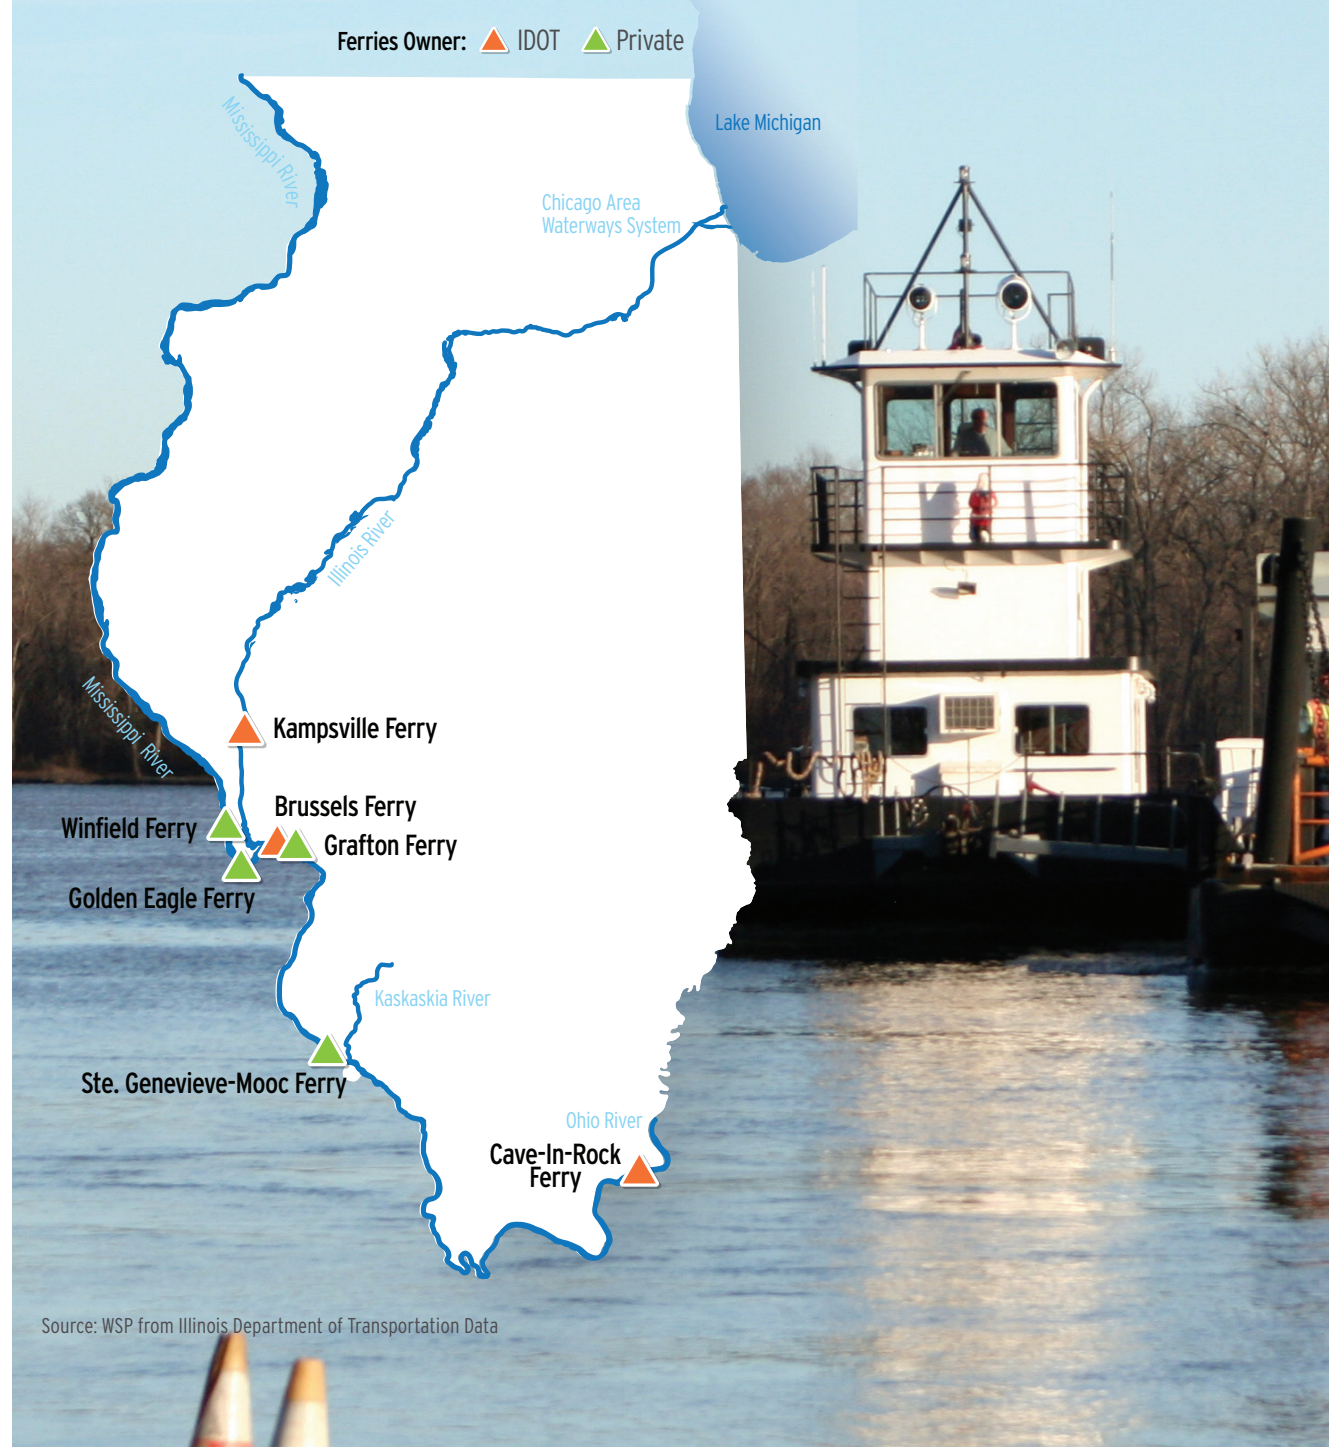 Ferries Owner: IDOT Private
Lake Michigan
Mississippi River
Chicago Area
Waterways System
Illinois River
Mississippi River
Kampsville Ferry
Brussels Ferry
Winfield Ferry
Grafton Ferry
Golden Eagle Ferry
Kaskaskia River
Ste. Genevieve-Mooc Ferry
Ohio River
Cave-In-Rock
Ferry
Source: WSP from Illinois Department of Transportation Data